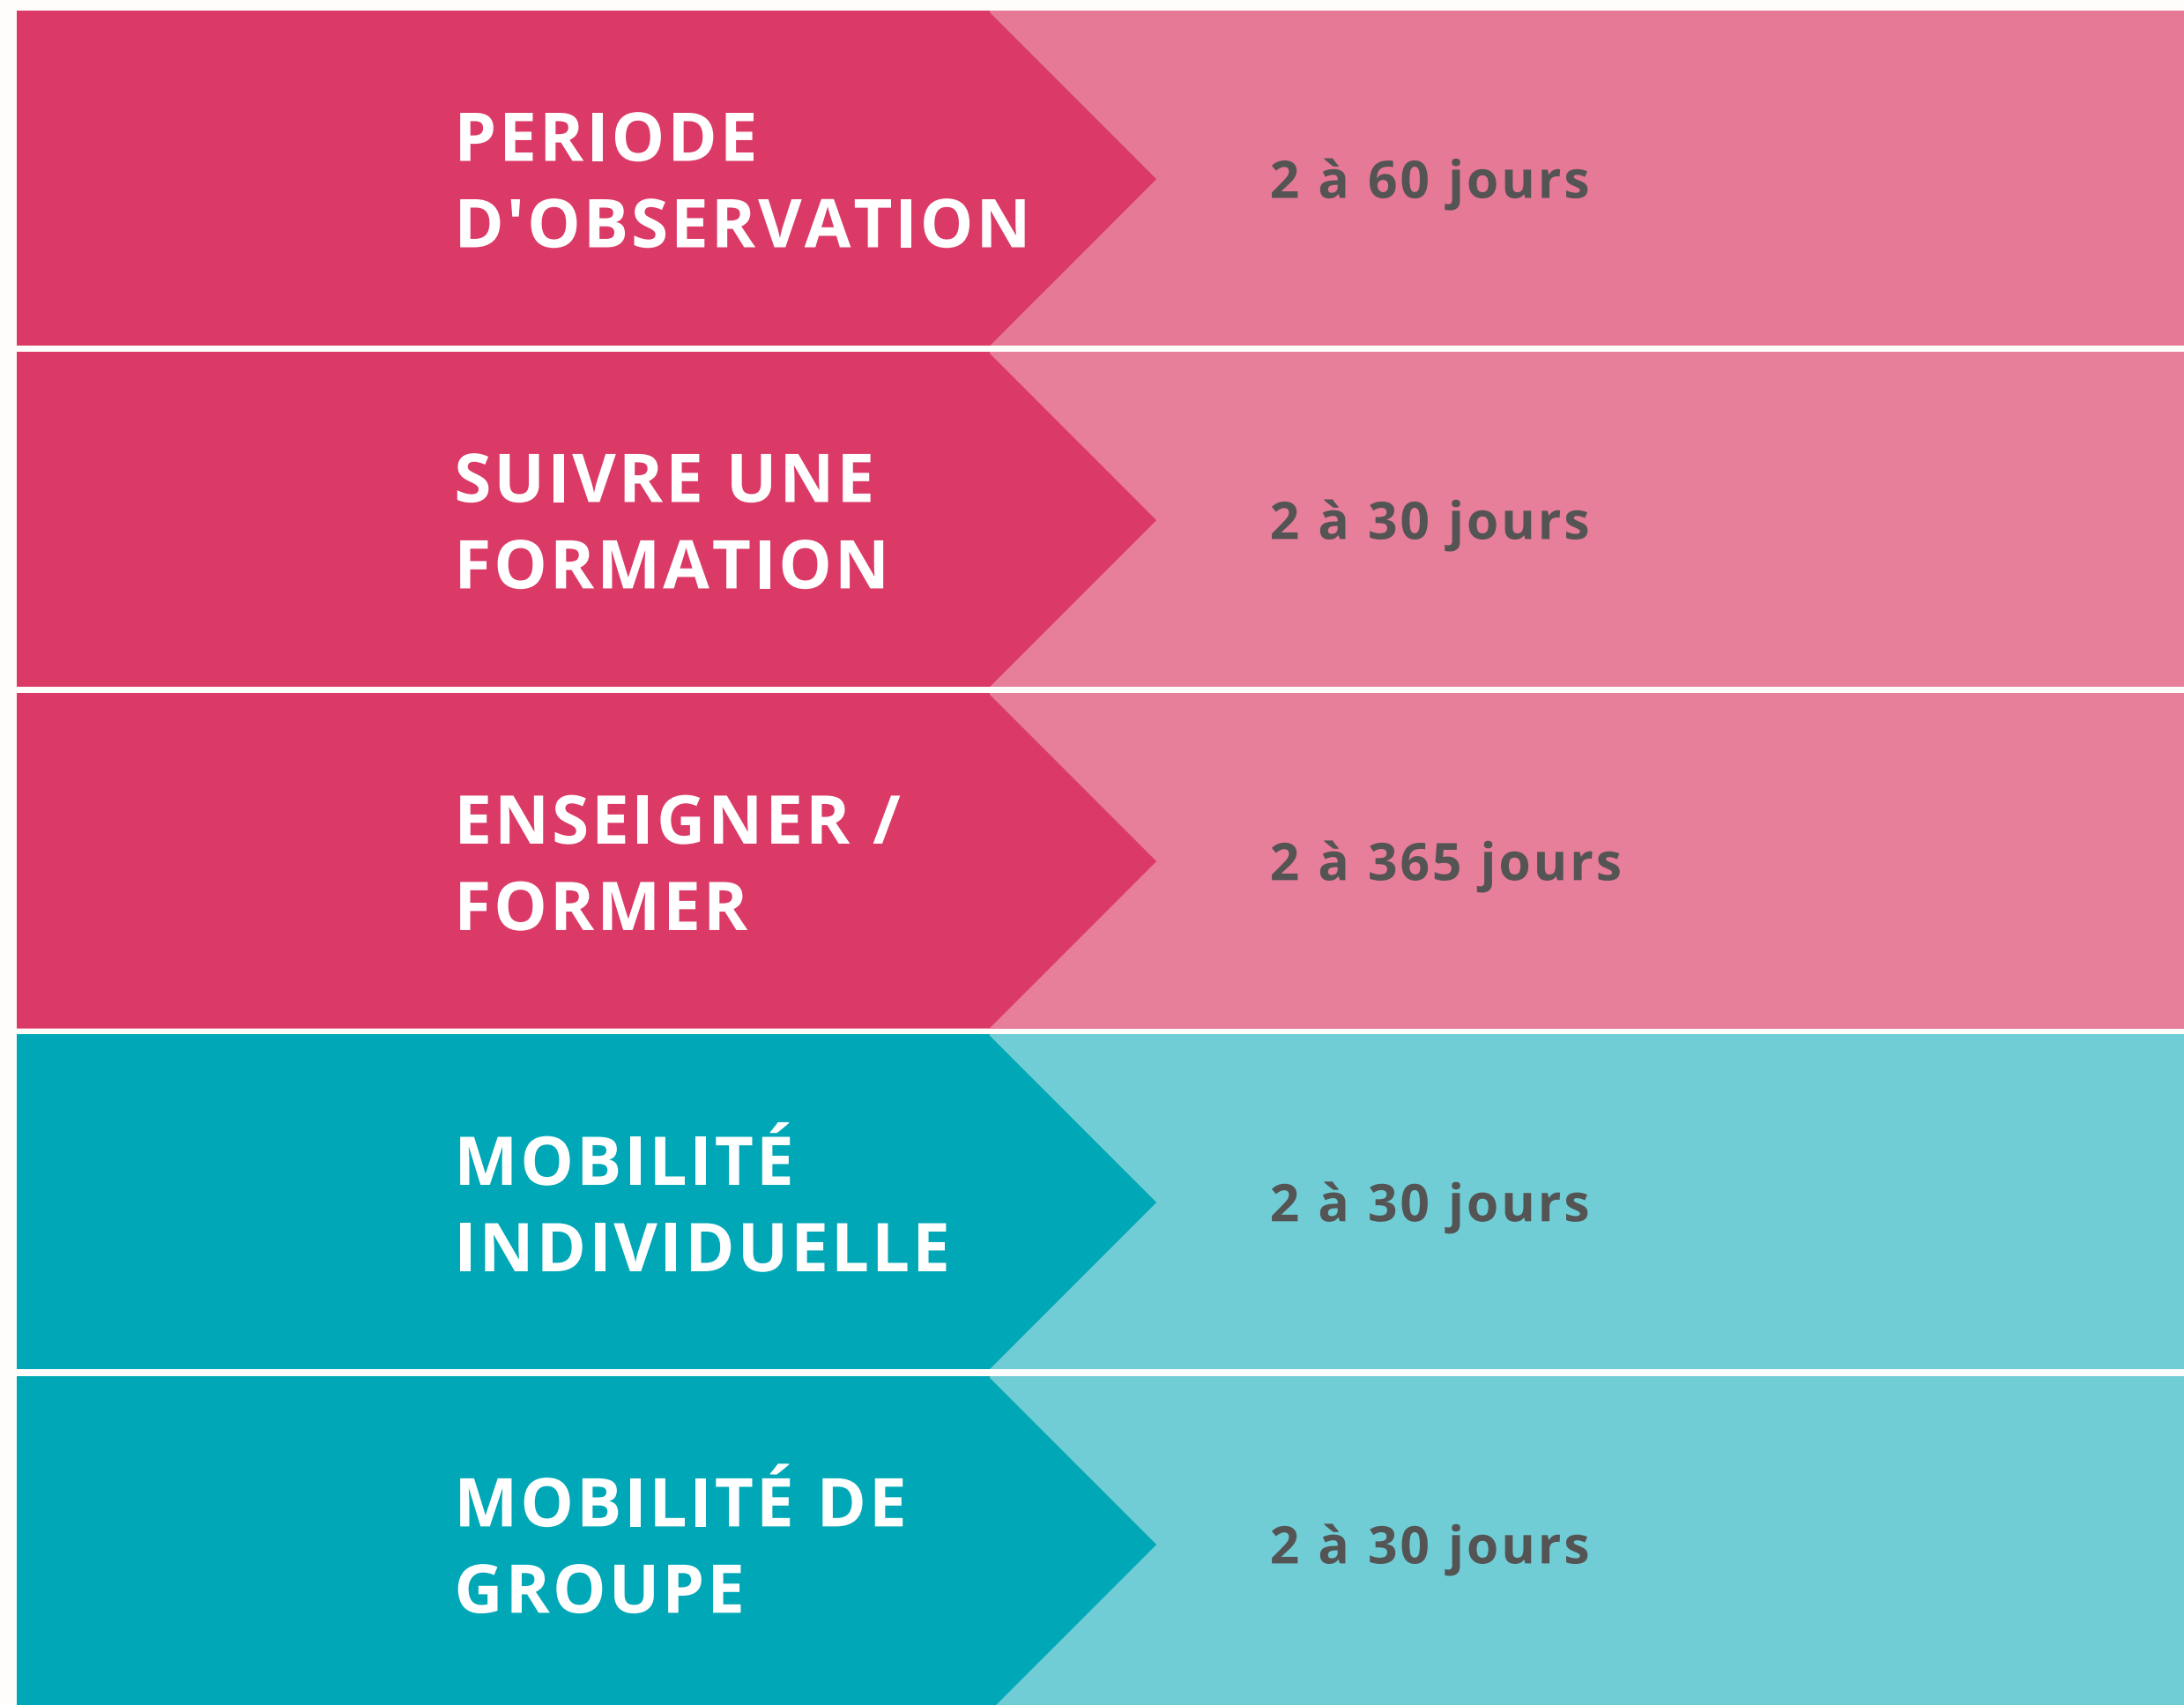 PERIODE
D'OBSERVATION
2 à 60 jours
SUIVRE UNE
FORMATION
2 à 30 jours
ENSEIGNER /
FORMER
2 à 365 jours
MOBILITÉ
INDIVIDUELLE
2 à 30 jours
MOBILITÉ DE
GROUPE
2 à 30 jours